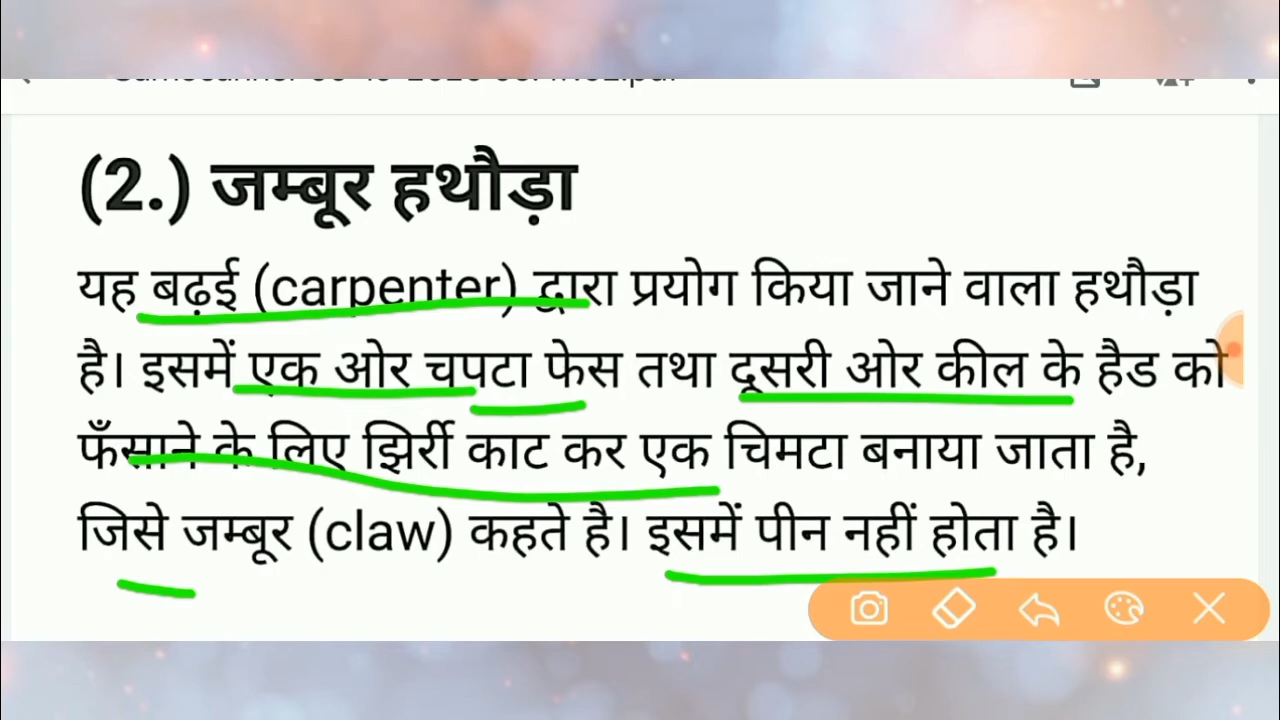 (2.) जम्बूर हथौड़ा
यह बढ़ई (carpenter) द्वारा प्रयोग किया जाने वाला हथौड़ा
है। इसमें एक ओर चपटा फेस तथा दूसरी ओर कील के हैड को
फँसाने के लिए झिर्री काट कर एक चिमटा बनाया जाता है,
जिसे जम्बूर (claw) कहते है। इसमें पीन नहीं होता है।